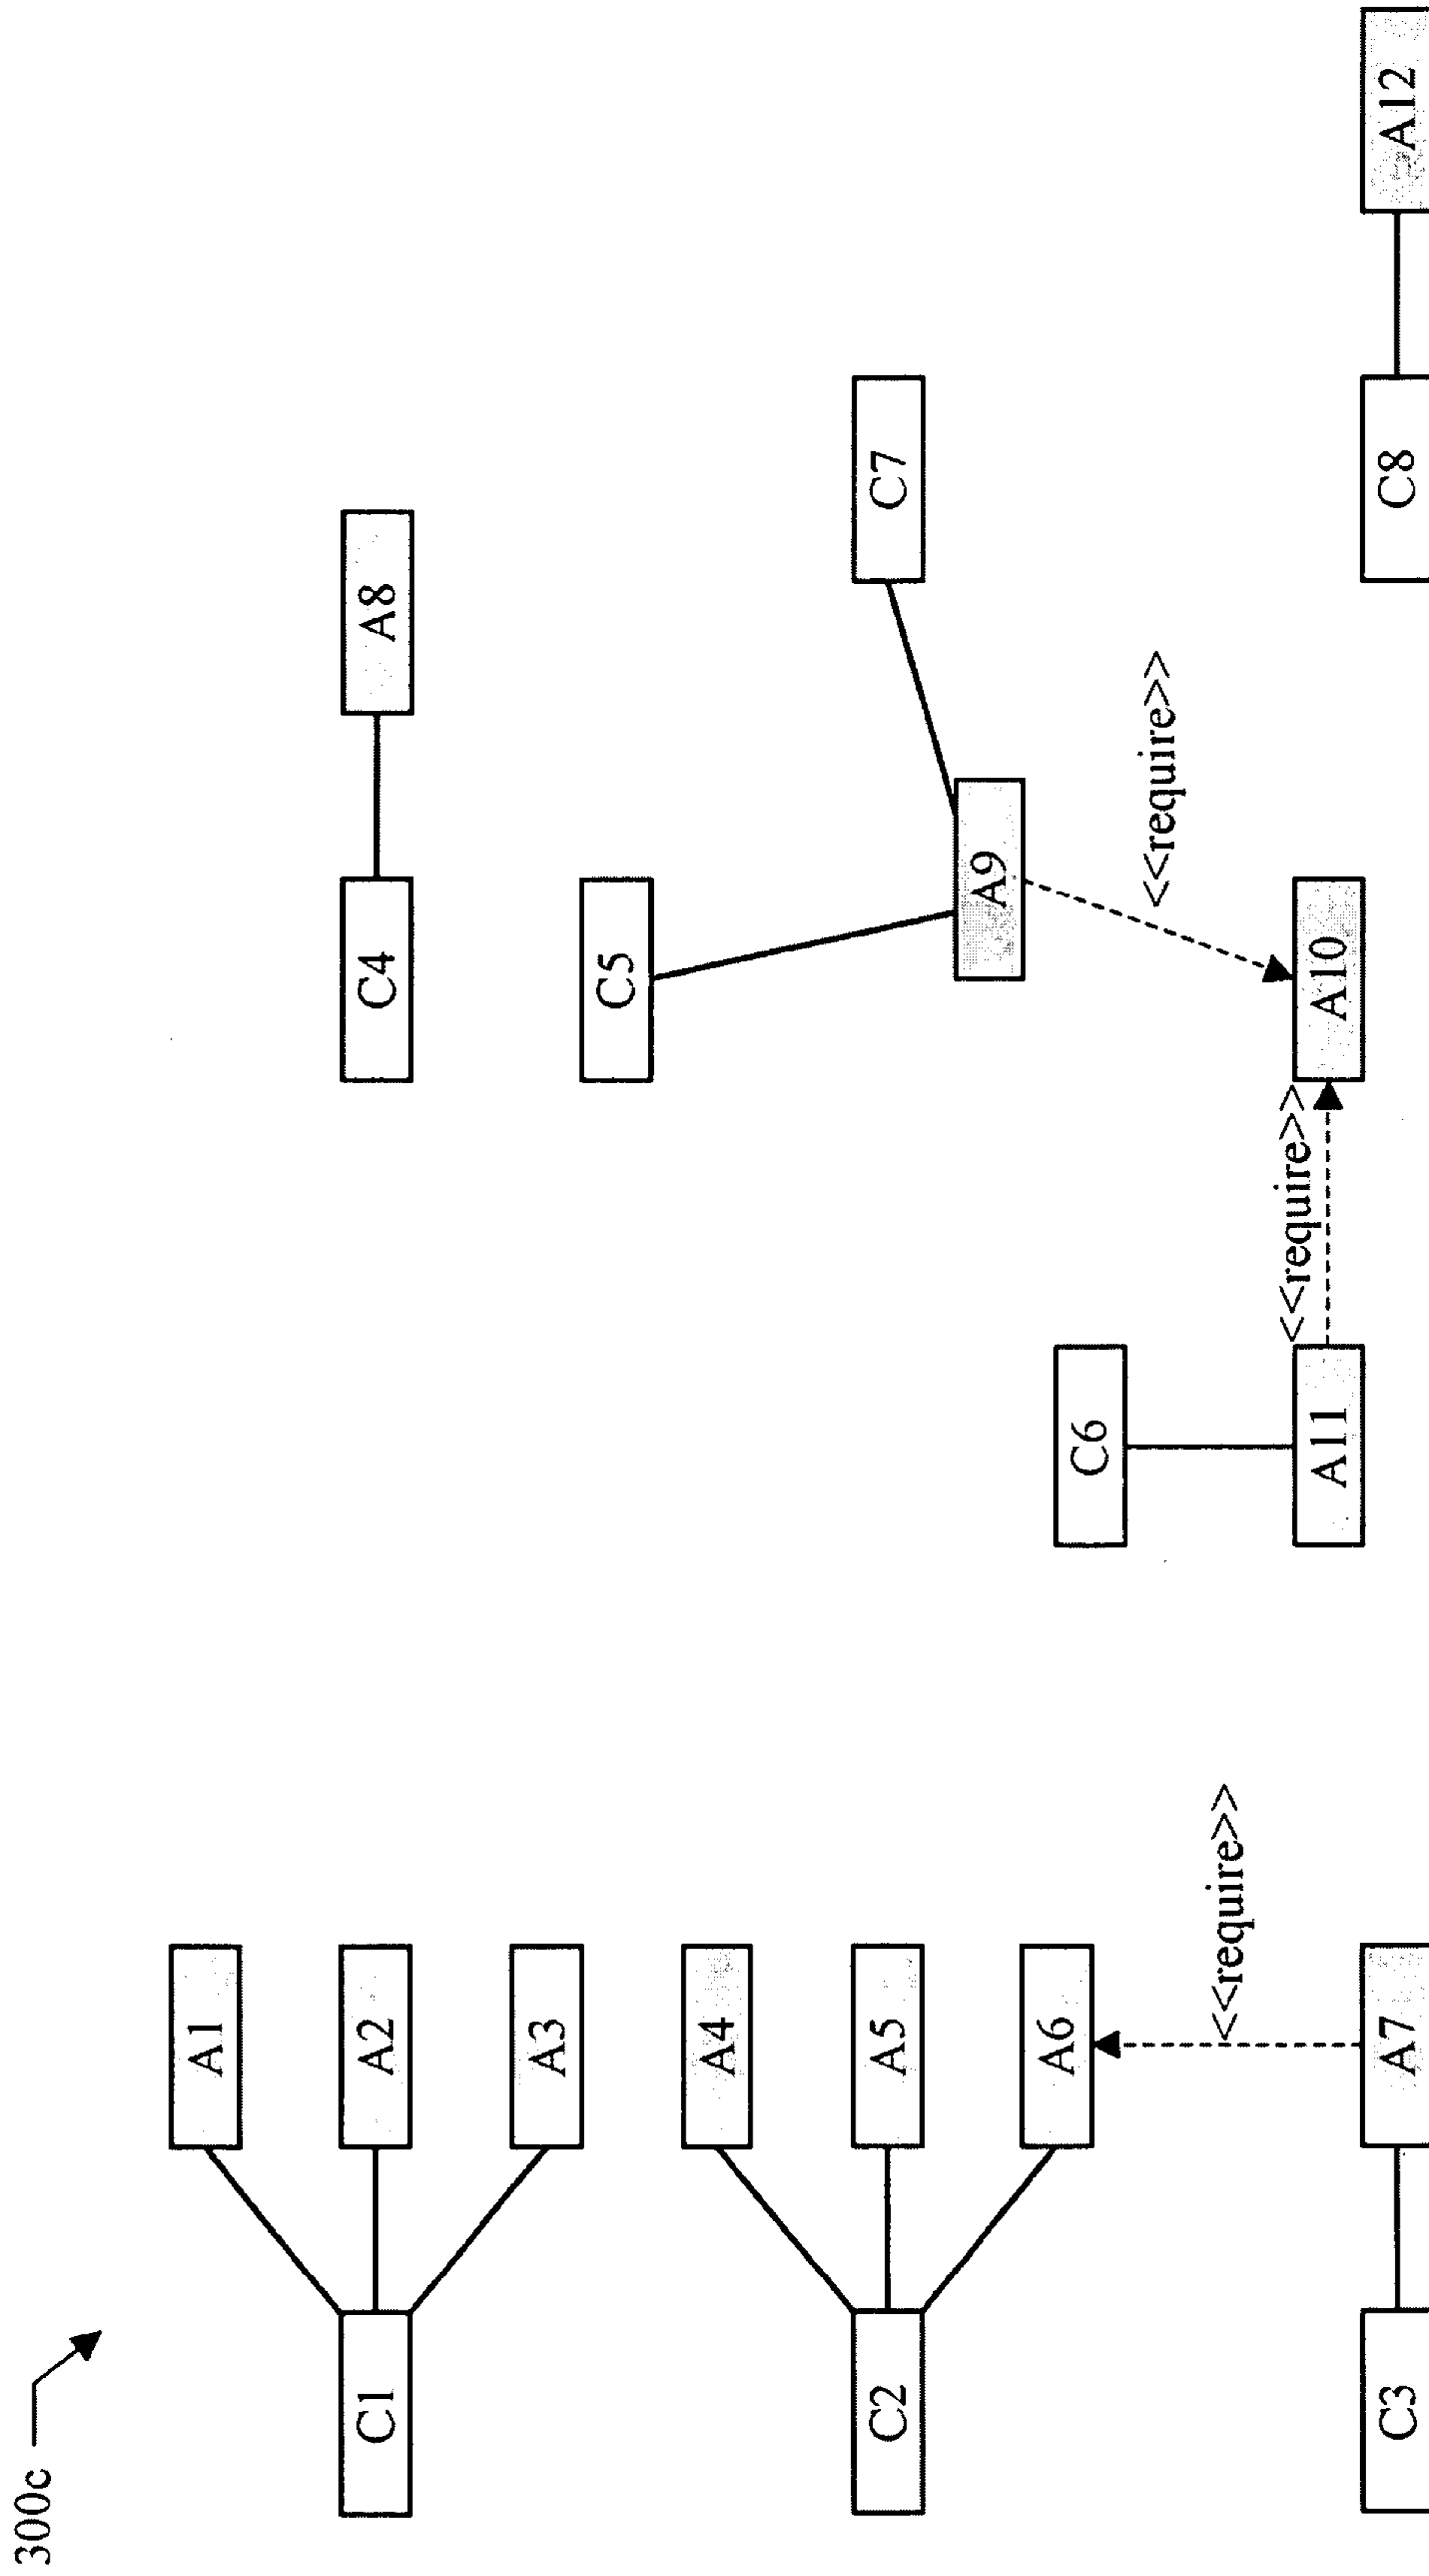 300c
C1
A1
A2
A3
C2
A4
A5
A6
<<require>>
C3
A7
C4
A8
C5
C7
A9
<<require>>
C6
<<require>>
A11
A10
C8
A12